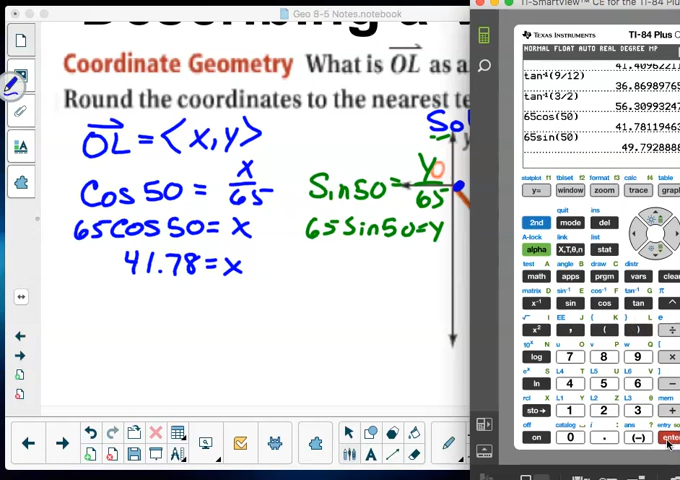 Geo 8-5 Notes.notebook
TI-SmartView™ CE for the TI-84 Plus
Coordinate Geometry What is OL as a
Round the coordinates to the nearest te
OL = ⟨x, y⟩
So
Cos 50 = x/65
Sin 50 = y/65
65 cos 50 = x
65 Sin 50 = y
41.78 = x
TEXAS INSTRUMENTS TI-84 Plus C
NORMAL FLOAT AUTO REAL DEGREE MP
tan⁻¹(9/12)
36.86989765
tan⁻¹(3/2)
56.30993247
65cos(50)
41.78119463
65sin(50)
49.7928888
statplot f1 tblset f2 format f3 calc f4 table
y= window zoom trace graph
quit ins
2nd mode del
A-lock link list
alpha X,T,θ,n stat
test A angle B draw C distr
math apps prgm vars clear
matrix D sin⁻¹ E cos⁻¹ F tan⁻¹ G π
x⁻¹ sin cos tan ^
√ I EE J { K } L e
x² , ( ) ÷
10ˣ N u O v P w Q [
log 7 8 9 ×
eˣ S L4 T L5 U L6 V ]
ln 4 5 6 −
rcl X L1 Y L2 Z L3 θ mem
sto→ 1 2 3 +
off catalog i ans ? entry
on 0 . (−) enter